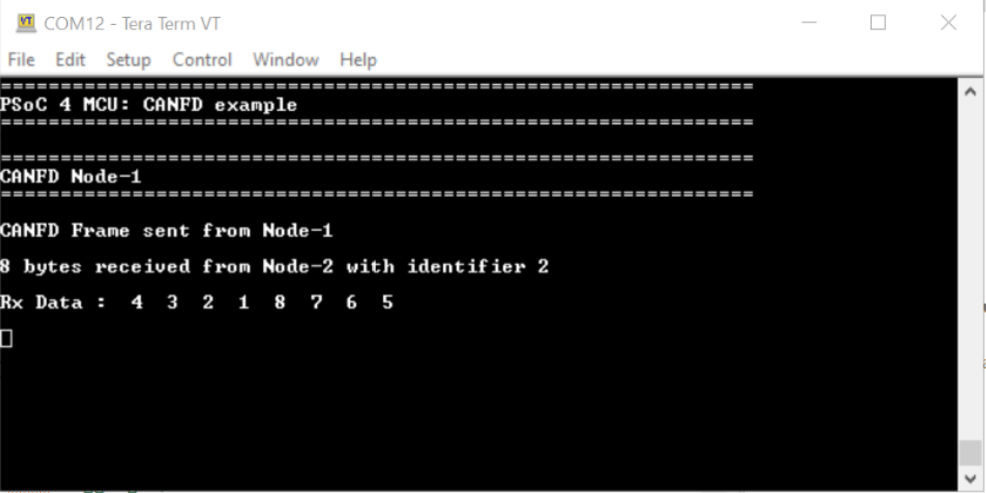 COM12 - Tera Term VT
File Edit Setup Control Window Help
===============================================================
PSoC 4 MCU: CANFD example
===============================================================
===============================================================
CANFD Node-1
===============================================================
CANFD Frame sent from Node-1
8 bytes received from Node-2 with identifier 2
Rx Data : 4 3 2 1 8 7 6 5